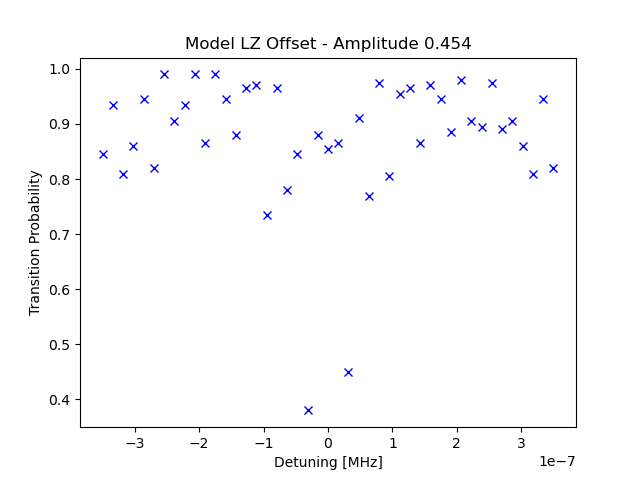 Model LZ Offset - Amplitude 0.454
1.0
0.9
0.8
0.7
0.6
0.5
0.4
Transition Probability
−3 −2 −1 0 1 2 3
1e−7
Detuning [MHz]